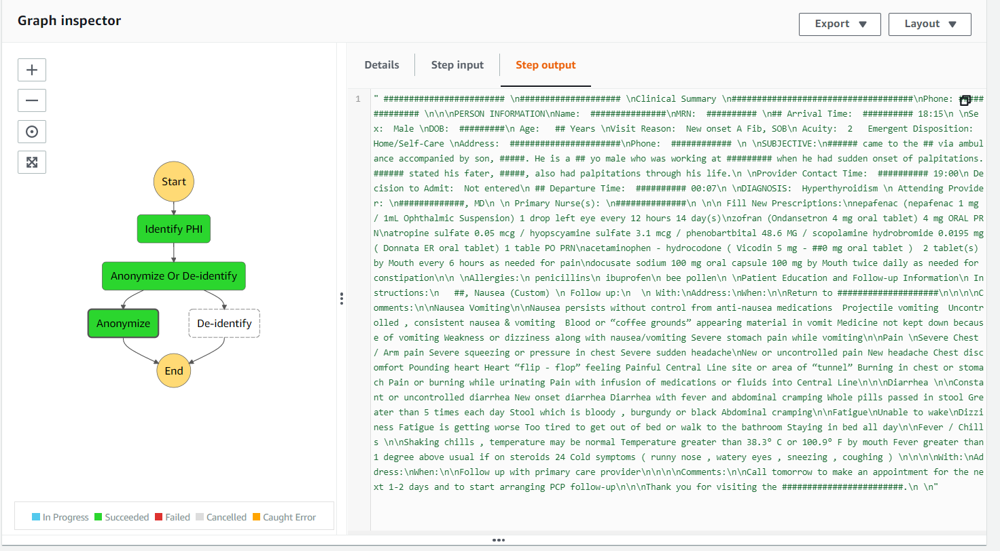 Graph inspector
Export ▼
Layout ▼
Details
Step input
Step output
Start
Identify PHI
Anonymize Or De-identify
Anonymize
De-identify
End
In Progress
Succeeded
Failed
Cancelled
Caught Error
1
" ######################## \n#################### \nClinical Summary \n####################################\nPhone: #####
######### \n\n\nPERSON INFORMATION\nName:  ###############\nMRN:  ########## \n## Arrival Time:  ########## 18:15\n \nSe
x:  Male \nDOB:  #########\n Age:   ## Years \nVisit Reason:  New onset A Fib, SOB\n Acuity:  2   Emergent Disposition:
Home/Self-Care \nAddress:  ######################\nPhone:  ############ \n \nSUBJECTIVE:\n###### came to the ## via ambul
ance accompanied by son, #####. He is a ## yo male who was working at ######### when he had sudden onset of palpitations.
###### stated his fater, #####, also had palpitations through his life.\n \nProvider Contact Time:  ########## 19:00\n De
cision to Admit:  Not entered\n ## Departure Time:  ########## 00:07\n \nDIAGNOSIS:  Hyperthyroidism \n Attending Provide
r: \n#############, MD\n \n Primary Nurse(s): \n##############\n \n\n Fill New Prescriptions:\nnepafenac (nepafenac 1 mg
/ 1mL Ophthalmic Suspension) 1 drop left eye every 12 hours 14 day(s)\nzofran (Ondansetron 4 mg oral tablet) 4 mg ORAL PR
N\natropine sulfate 0.05 mcg / hyopscyamine sulfate 3.1 mcg / phenobartbital 48.6 MG / scopolamine hydrobromide 0.0195 mg
( Donnata ER oral tablet) 1 table PO PRN\nacetaminophen - hydrocodone ( Vicodin 5 mg - ##0 mg oral tablet )  2 tablet(s)
by Mouth every 6 hours as needed for pain\ndocusate sodium 100 mg oral capsule 100 mg by Mouth twice daily as needed for
constipation\n\n \nAllergies:\n penicillins\n ibuprofen\n bee pollen\n \nPatient Education and Follow-up Information\n In
structions:\n   ##, Nausea (Custom) \n Follow up:\n  \n With:\nAddress:\nWhen:\n\nReturn to ####################\n\n\n\nC
omments:\n\nNausea Vomiting\n\nNausea persists without control from anti-nausea medications  Projectile vomiting  Uncontr
olled , consistent nausea & vomiting  Blood or “coffee grounds” appearing material in vomit Medicine not kept down becaus
e of vomiting Weakness or dizziness along with nausea/vomiting Severe stomach pain while vomiting\n\nPain \nSevere Chest
/ Arm pain Severe squeezing or pressure in chest Severe sudden headache\nNew or uncontrolled pain New headache Chest disc
omfort Pounding heart Heart “flip - flop” feeling Painful Central Line site or area of “tunnel” Burning in chest or stoma
ch Pain or burning while urinating Pain with infusion of medications or fluids into Central Line\n\n\nDiarrhea \n\nConsta
nt or uncontrolled diarrhea New onset diarrhea Diarrhea with fever and abdominal cramping Whole pills passed in stool Gre
ater than 5 times each day Stool which is bloody , burgundy or black Abdominal cramping\n\nFatigue\nUnable to wake\nDizzi
ness Fatigue is getting worse Too tired to get out of bed or walk to the bathroom Staying in bed all day\n\nFever / Chill
s \n\nShaking chills , temperature may be normal Temperature greater than 38.3° C or 100.9° F by mouth Fever greater than
1 degree above usual if on steroids 24 Cold symptoms ( runny nose , watery eyes , sneezing , coughing ) \n\n\n\nWith:\nAd
dress:\nWhen:\n\nFollow up with primary care provider\n\n\n\nComments:\n\nCall tomorrow to make an appointment for the ne
xt 1-2 days and to start arranging PCP follow-up\n\n\nThank you for visiting the ########################.\n \n"